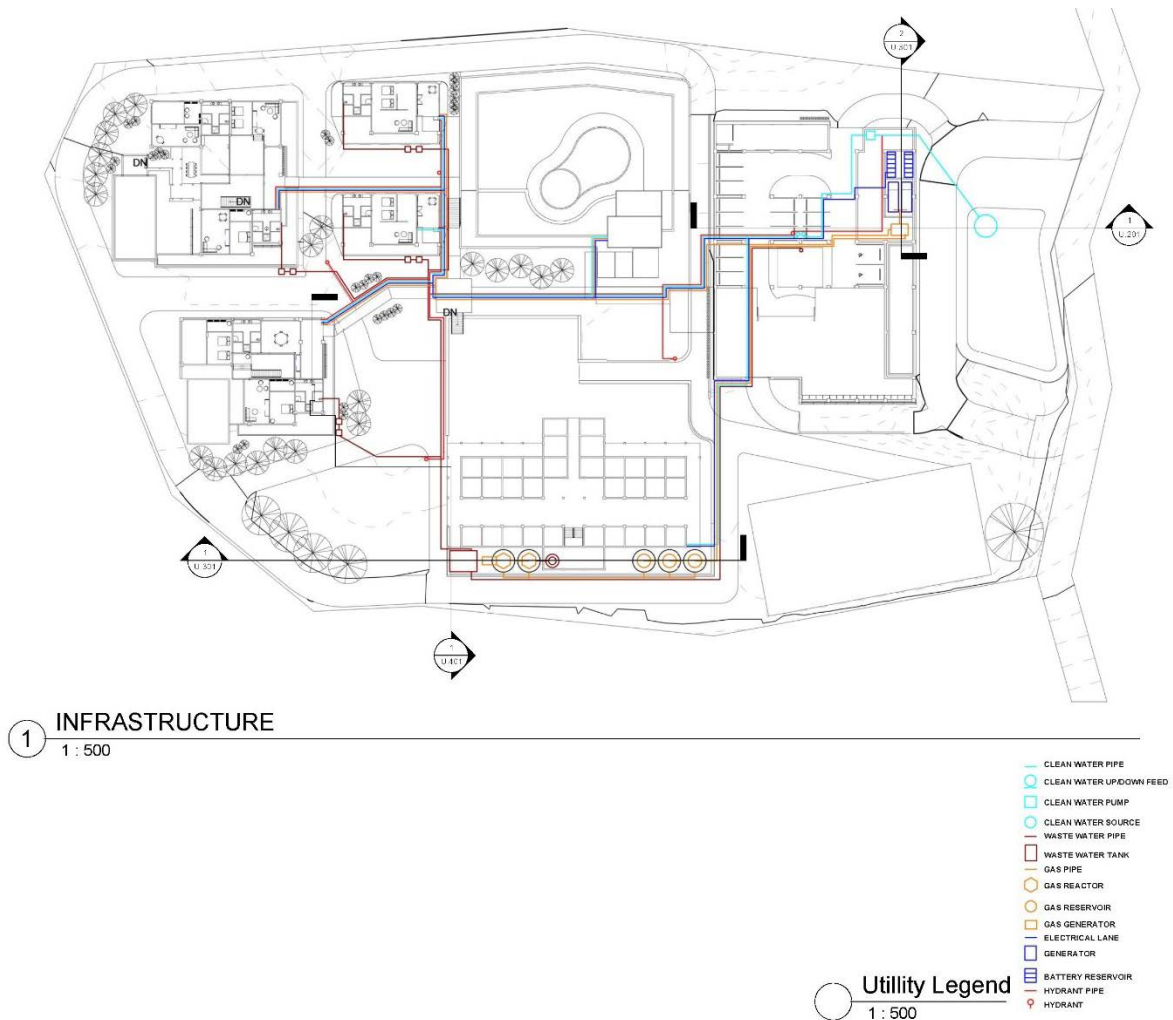 2
U.301
DN
DN
1
U.201
DN
1
U.301
1
U.401
1
INFRASTRUCTURE
1 : 500
CLEAN WATER PIPE
CLEAN WATER UP/DOWN FEED
CLEAN WATER PUMP
CLEAN WATER SOURCE
WASTE WATER PIPE
WASTE WATER TANK
GAS PIPE
GAS REACTOR
GAS RESERVOIR
GAS GENERATOR
ELECTRICAL LANE
GENERATOR
BATTERY RESERVOIR
HYDRANT PIPE
HYDRANT
Utillity Legend
1 : 500